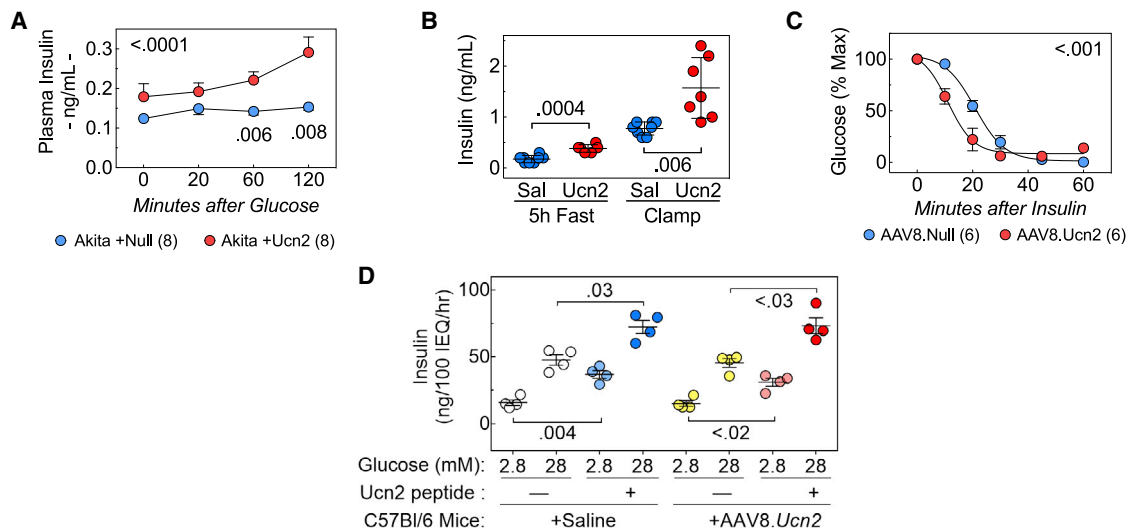 A
Plasma Insulin
- ng/mL -
0.3
0.2
0.1
0.0
<.0001
.006
.008
0 20 60 120
Minutes after Glucose
Akita +Null (8) Akita +Ucn2 (8)
B
Insulin (ng/mL)
2
1
0
.0004
.006
Sal Ucn2 Sal Ucn2
5h Fast Clamp
C
Glucose (% Max)
100
50
0
<.001
0 20 40 60
Minutes after Insulin
AAV8.Null (6) AAV8.Ucn2 (6)
D
Insulin
(ng/100 IEQ/hr)
100
50
0
.03
<.03
.004
<.02
Glucose (mM): 2.8 28 2.8 28 2.8 28 2.8 28
Ucn2 peptide : — + — +
C57Bl/6 Mice: +Saline +AAV8.Ucn2